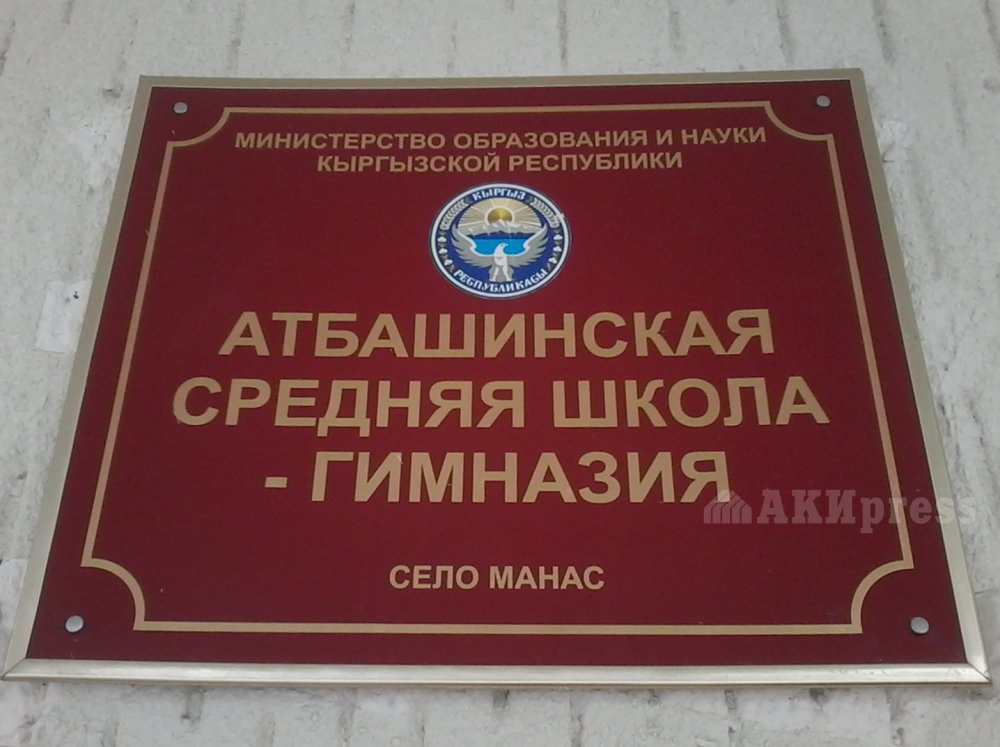 МИНИСТЕРСТВО ОБРАЗОВАНИЯ И НАУКИ
КЫРГЫЗСКОЙ РЕСПУБЛИКИ
КЫРГЫЗ
РЕСПУБЛИКАСЫ
АТБАШИНСКАЯ
СРЕДНЯЯ ШКОЛА
- ГИМНАЗИЯ
АКИpress
СЕЛО МАНАС